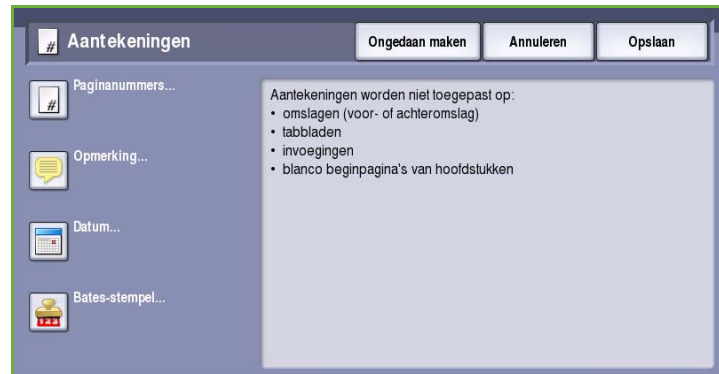 Aantekeningen
Ongedaan maken
Annuleren
Opslaan
Paginanummers...
Opmerking...
Datum...
Bates-stempel...
Aantekeningen worden niet toegepast op:
• omslagen (voor- of achteromslag)
• tabbladen
• invoegingen
• blanco beginpagina's van hoofdstukken